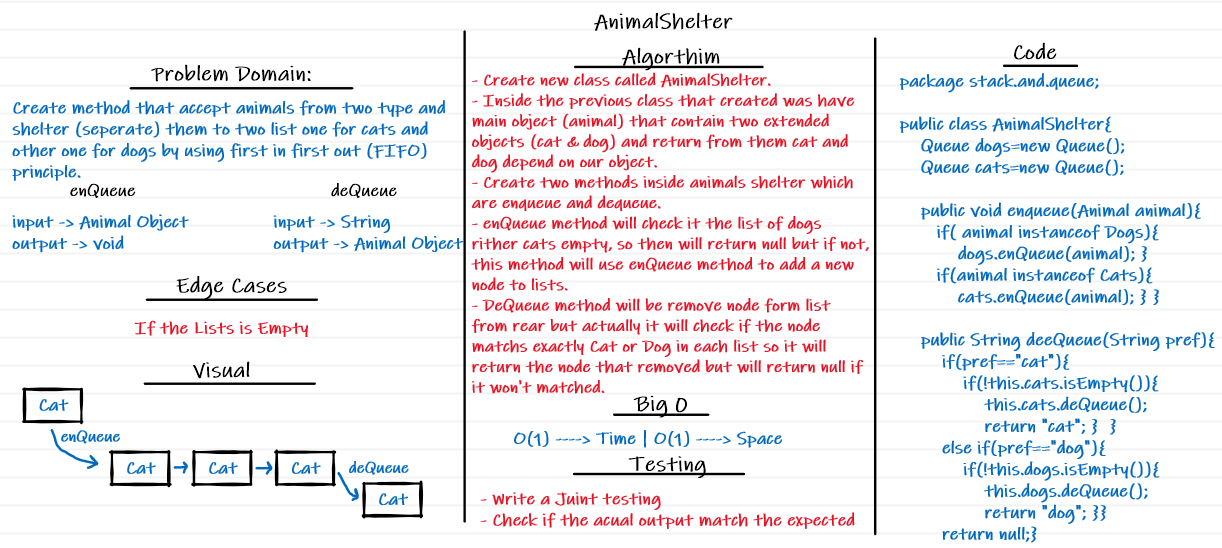 AnimalShelter
Problem Domain:
Create method that accept animals from two type and
shelter (seperate) them to two list one for cats and
other one for dogs by using first in first out (FIFO)
principle.
enQueue
input -> Animal Object
output -> void
deQueue
input -> String
output -> Animal Object
Edge Cases
If the Lists is Empty
Visual
Cat
enQueue
Cat
Cat
Cat
deQueue
Cat
Algorthim
- Create new class called AnimalShelter.
- Inside the previous class that created was have
main object (animal) that contain two extended
objects (cat & dog) and return from them cat and
dog depend on our object.
- Create two methods inside animals shelter which
are enqueue and dequeue.
- enQueue method will check it the list of dogs
rither cats empty, so then will return null but if not,
this method will use enQueue method to add a new
node to lists.
- DeQueue method will be remove node form list
from rear but actually it will check if the node
matchs exactly Cat or Dog in each list so it will
return the node that removed but will return null if
it won't matched.
Big O
O(1) ----> Time | O(1) ----> Space
Testing
- Write a Juint testing
- Check if the acual output match the expected
Code
package stack.and.queue;
public class AnimalShelter{
Queue dogs=new Queue();
Queue cats=new Queue();
public void enqueue(Animal animal){
if( animal instanceof Dogs){
dogs.enQueue(animal); }
if(animal instanceof Cats){
cats.enQueue(animal); } }
public String deeQueue(String pref){
if(pref=="cat"){
if(!this.cats.isEmpty()){
this.cats.deQueue();
return "cat"; } }
else if(pref=="dog"){
if(!this.dogs.isEmpty()){
this.dogs.deQueue();
return "dog"; }}
return null;}